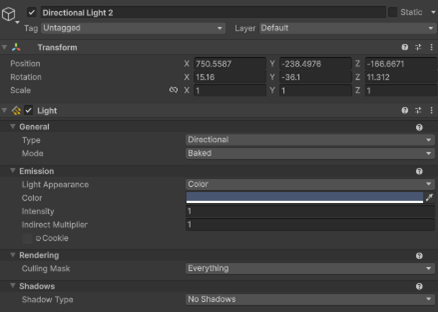 Directional Light 2 Static
Tag Untagged Layer Default
Transform
Position X 750.5587 Y -238.4976 Z -166.6671
Rotation X 15.16 Y -36.1 Z 11.312
Scale X 1 Y 1 Z 1
Light
General
Type Directional
Mode Baked
Emission
Light Appearance Color
Color
Intensity 1
Indirect Multiplier 1
Cookie
Rendering
Culling Mask Everything
Shadows
Shadow Type No Shadows